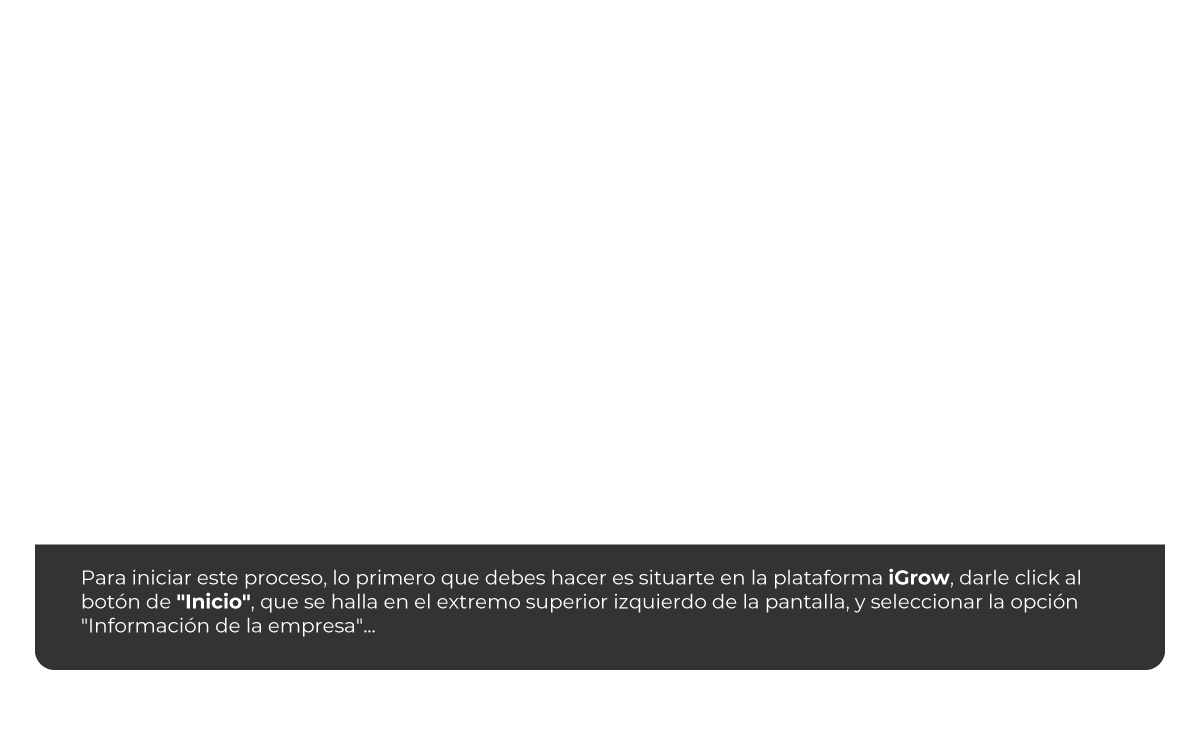 Para iniciar este proceso, lo primero que debes hacer es situarte en la plataforma iGrow, darle click al
botón de "Inicio", que se halla en el extremo superior izquierdo de la pantalla, y seleccionar la opción
"Información de la empresa"...